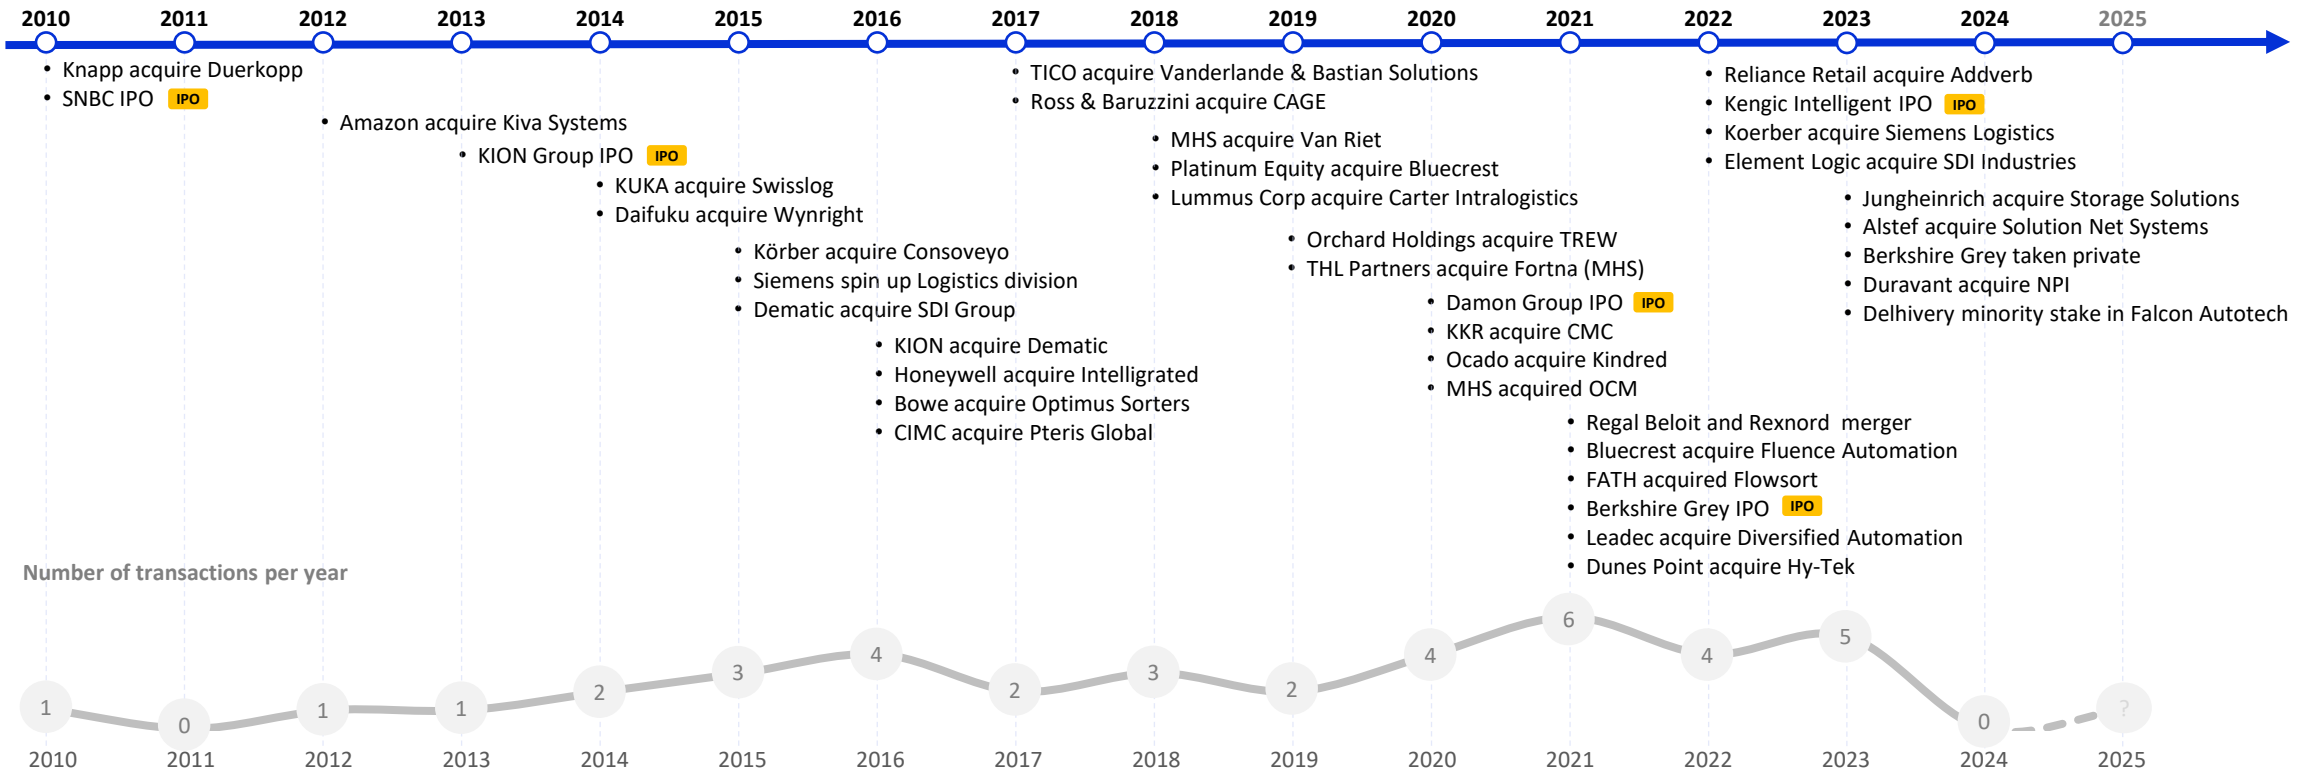 2010 2011 2012 2013 2014 2015 2016 2017 2018 2019 2020 2021 2022 2023 2024 2025
• Knapp acquire Duerkopp
• SNBC IPO IPO
• Amazon acquire Kiva Systems
• KION Group IPO IPO
• KUKA acquire Swisslog
• Daifuku acquire Wynright
• Körber acquire Consoveyo
• Siemens spin up Logistics division
• Dematic acquire SDI Group
• KION acquire Dematic
• Honeywell acquire Intelligrated
• Bowe acquire Optimus Sorters
• CIMC acquire Pteris Global
• TICO acquire Vanderlande & Bastian Solutions
• Ross & Baruzzini acquire CAGE
• MHS acquire Van Riet
• Platinum Equity acquire Bluecrest
• Lummus Corp acquire Carter Intralogistics
• Orchard Holdings acquire TREW
• THL Partners acquire Fortna (MHS)
• Damon Group IPO IPO
• KKR acquire CMC
• Ocado acquire Kindred
• MHS acquired OCM
• Regal Beloit and Rexnord merger
• Bluecrest acquire Fluence Automation
• FATH acquired Flowsort
• Berkshire Grey IPO IPO
• Leadec acquire Diversified Automation
• Dunes Point acquire Hy-Tek
• Reliance Retail acquire Addverb
• Kengic Intelligent IPO IPO
• Koerber acquire Siemens Logistics
• Element Logic acquire SDI Industries
• Jungheinrich acquire Storage Solutions
• Alstef acquire Solution Net Systems
• Berkshire Grey taken private
• Duravant acquire NPI
• Delhivery minority stake in Falcon Autotech
Number of transactions per year
1 0 1 1 2 3 4 2 3 2 4 6 4 5 0 ?
2010 2011 2012 2013 2014 2015 2016 2017 2018 2019 2020 2021 2022 2023 2024 2025